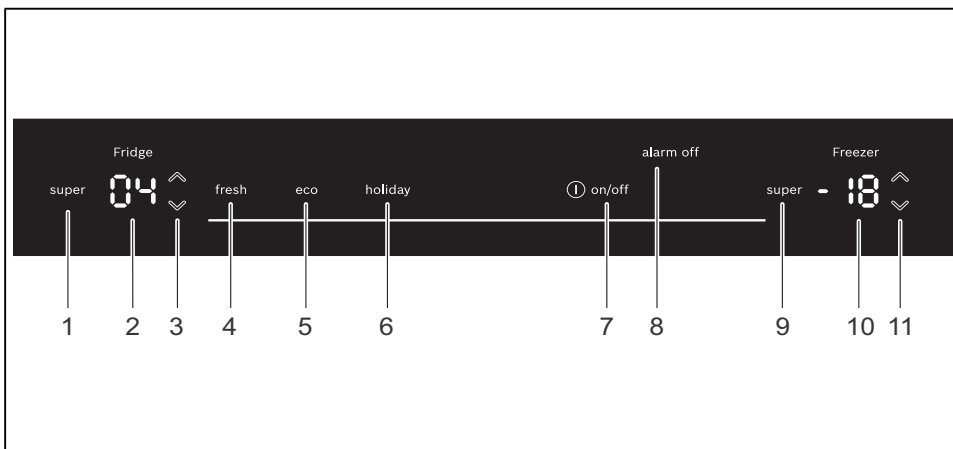 Fridge alarm off Freezer
super 04 fresh eco holiday on/off super -18
1 2 3 4 5 6 7 8 9 10 11